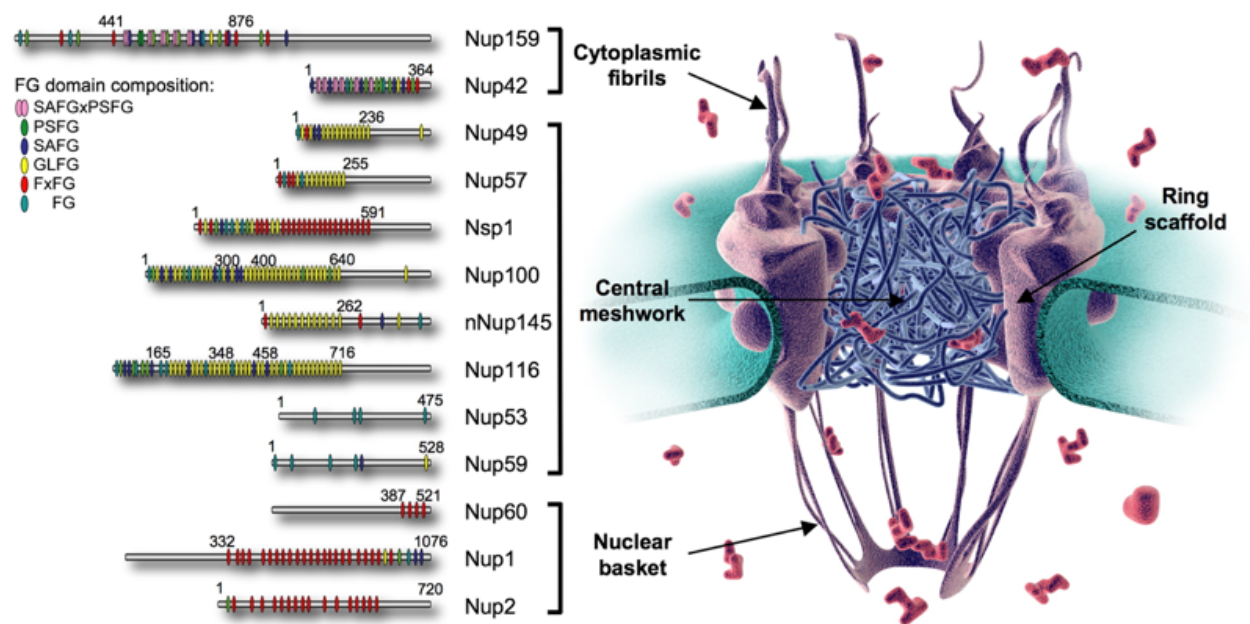 441 876
Nup159
FG domain composition:
SAFGxPSFG
PSFG
SAFG
GLFG
FxFG
FG
1 364
Nup42
1 236
Nup49
1 255
Nup57
1 591
Nsp1
1 300 400 640
Nup100
1 262
nNup145
165 348 458 716
Nup116
1 475
Nup53
1 528
Nup59
387 521
Nup60
332 1076
Nup1
1 720
Nup2
Cytoplasmic
fibrils
Ring
scaffold
Central
meshwork
Nuclear
basket